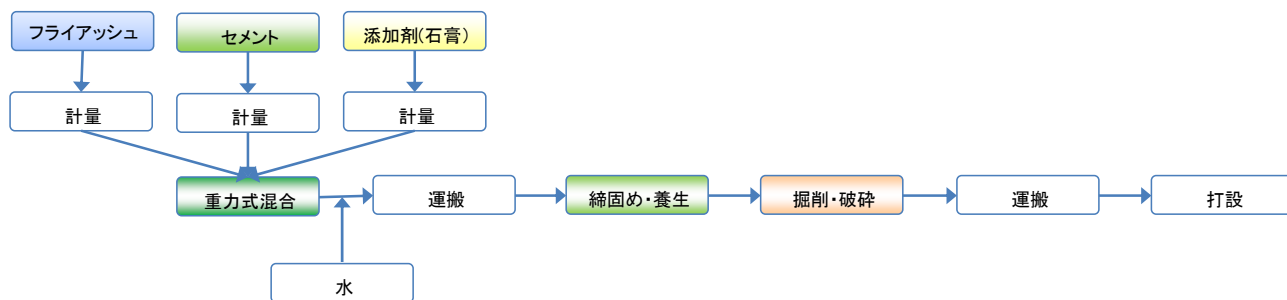 フライアッシュ
セメント
添加剤(石膏)
計量
計量
計量
重力式混合
運搬
締固め・養生
掘削・破砕
運搬
打設
水